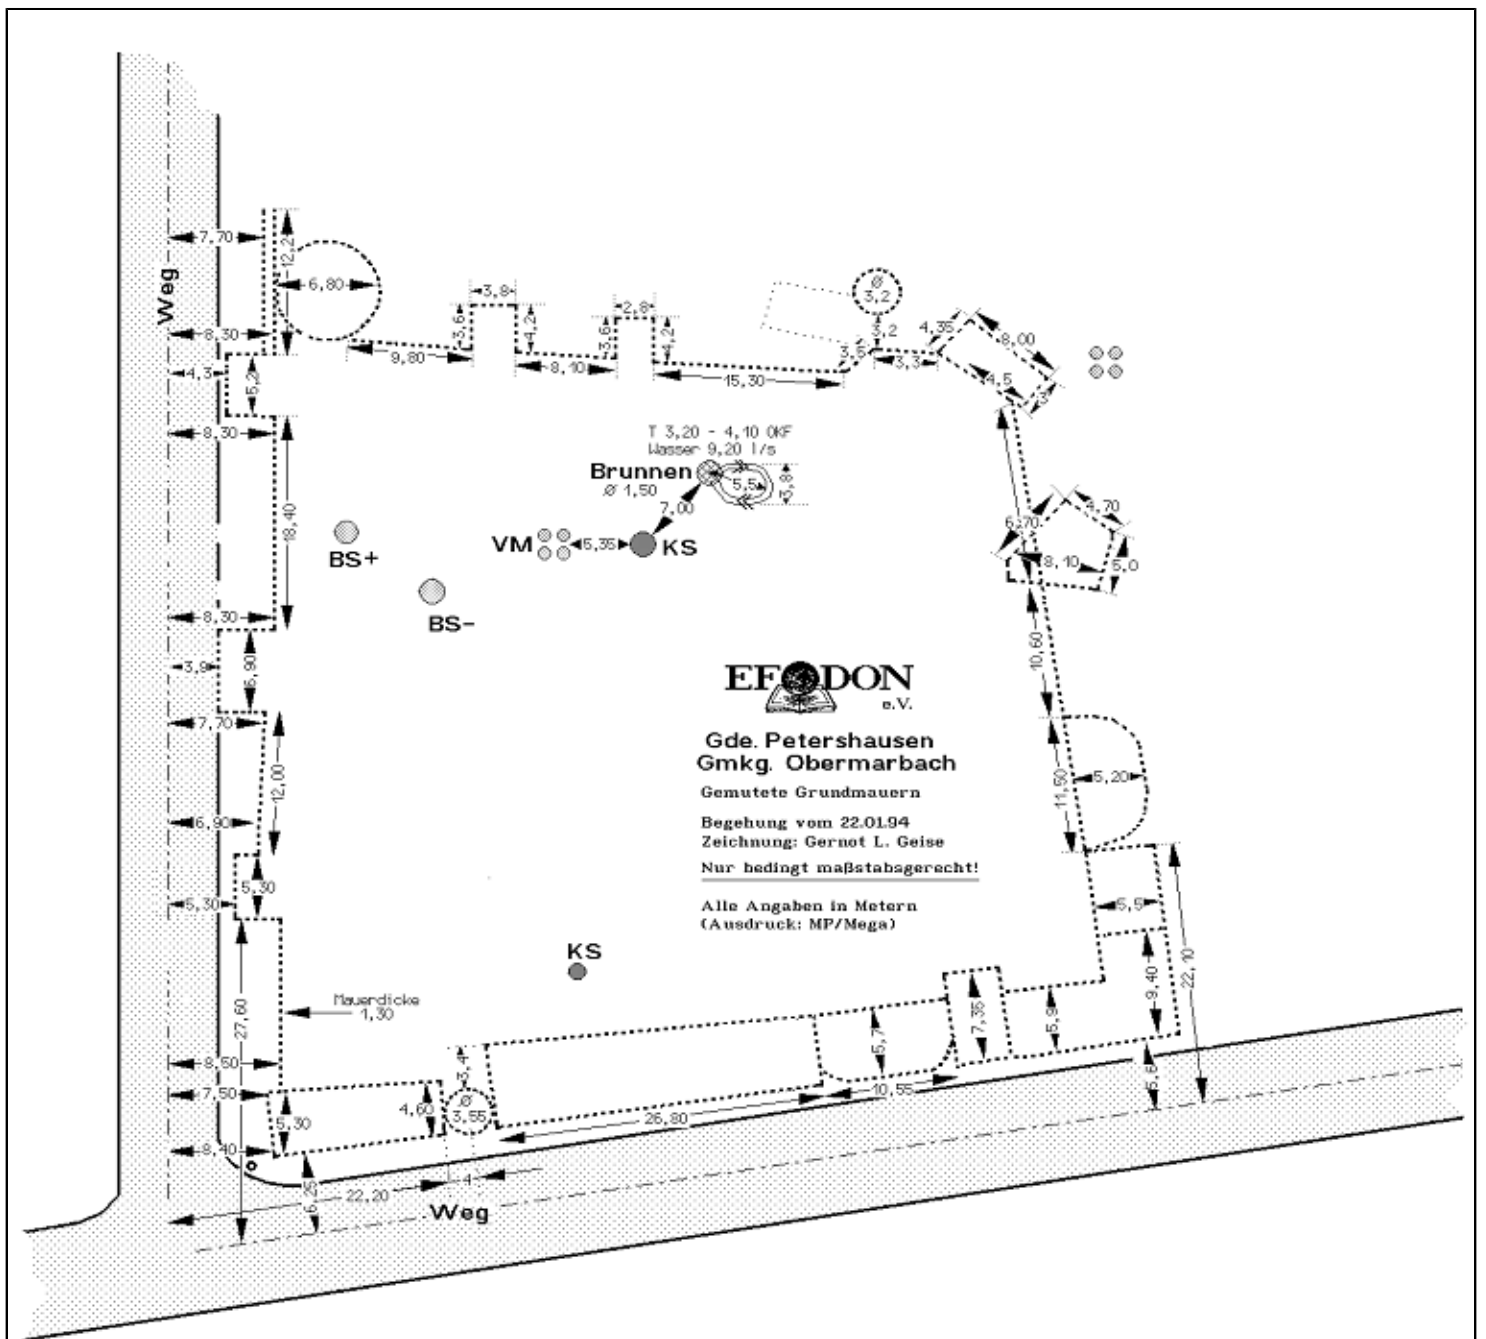 7,70
12,2
Weg
6,80
3,8
Ø
3,2
2,8
3,6
4,2
3,6
4,2
3,2
4,35
8,00
8,30
9,80
8,10
3,5
3,3
4,3
5,2
15,30
4,5
3
8,30
T 3,20 - 4,10 OKF
Wasser 9,20 l/s
Brunnen
Ø 1,50
5,5
3,8
7,00
18,40
4,70
6,70
VM
5,35
KS
BS+
8,10
5,0
8,30
BS-
3,9
6,90
10,60
EFODON
e.V.
7,70
Gde. Petershausen
Gmkg. Obermarbach
12,00
5,20
11,50
Gemutete Grundmauern
6,90
Begehung vom 22.01.94
Zeichnung: Gernot L. Geise
Nur bedingt maßstabsgerecht!
5,30
5,30
5,5
Alle Angaben in Metern
(Ausdruck: MP/Mega)
KS
22,10
9,40
Mauerdicke
1,30
27,60
7,35
5,9
5,7
8,50
3,4
5,6
7,50
10,55
Ø
3,55
4,60
5,30
26,80
8,40
4
22,20
6,25
Weg